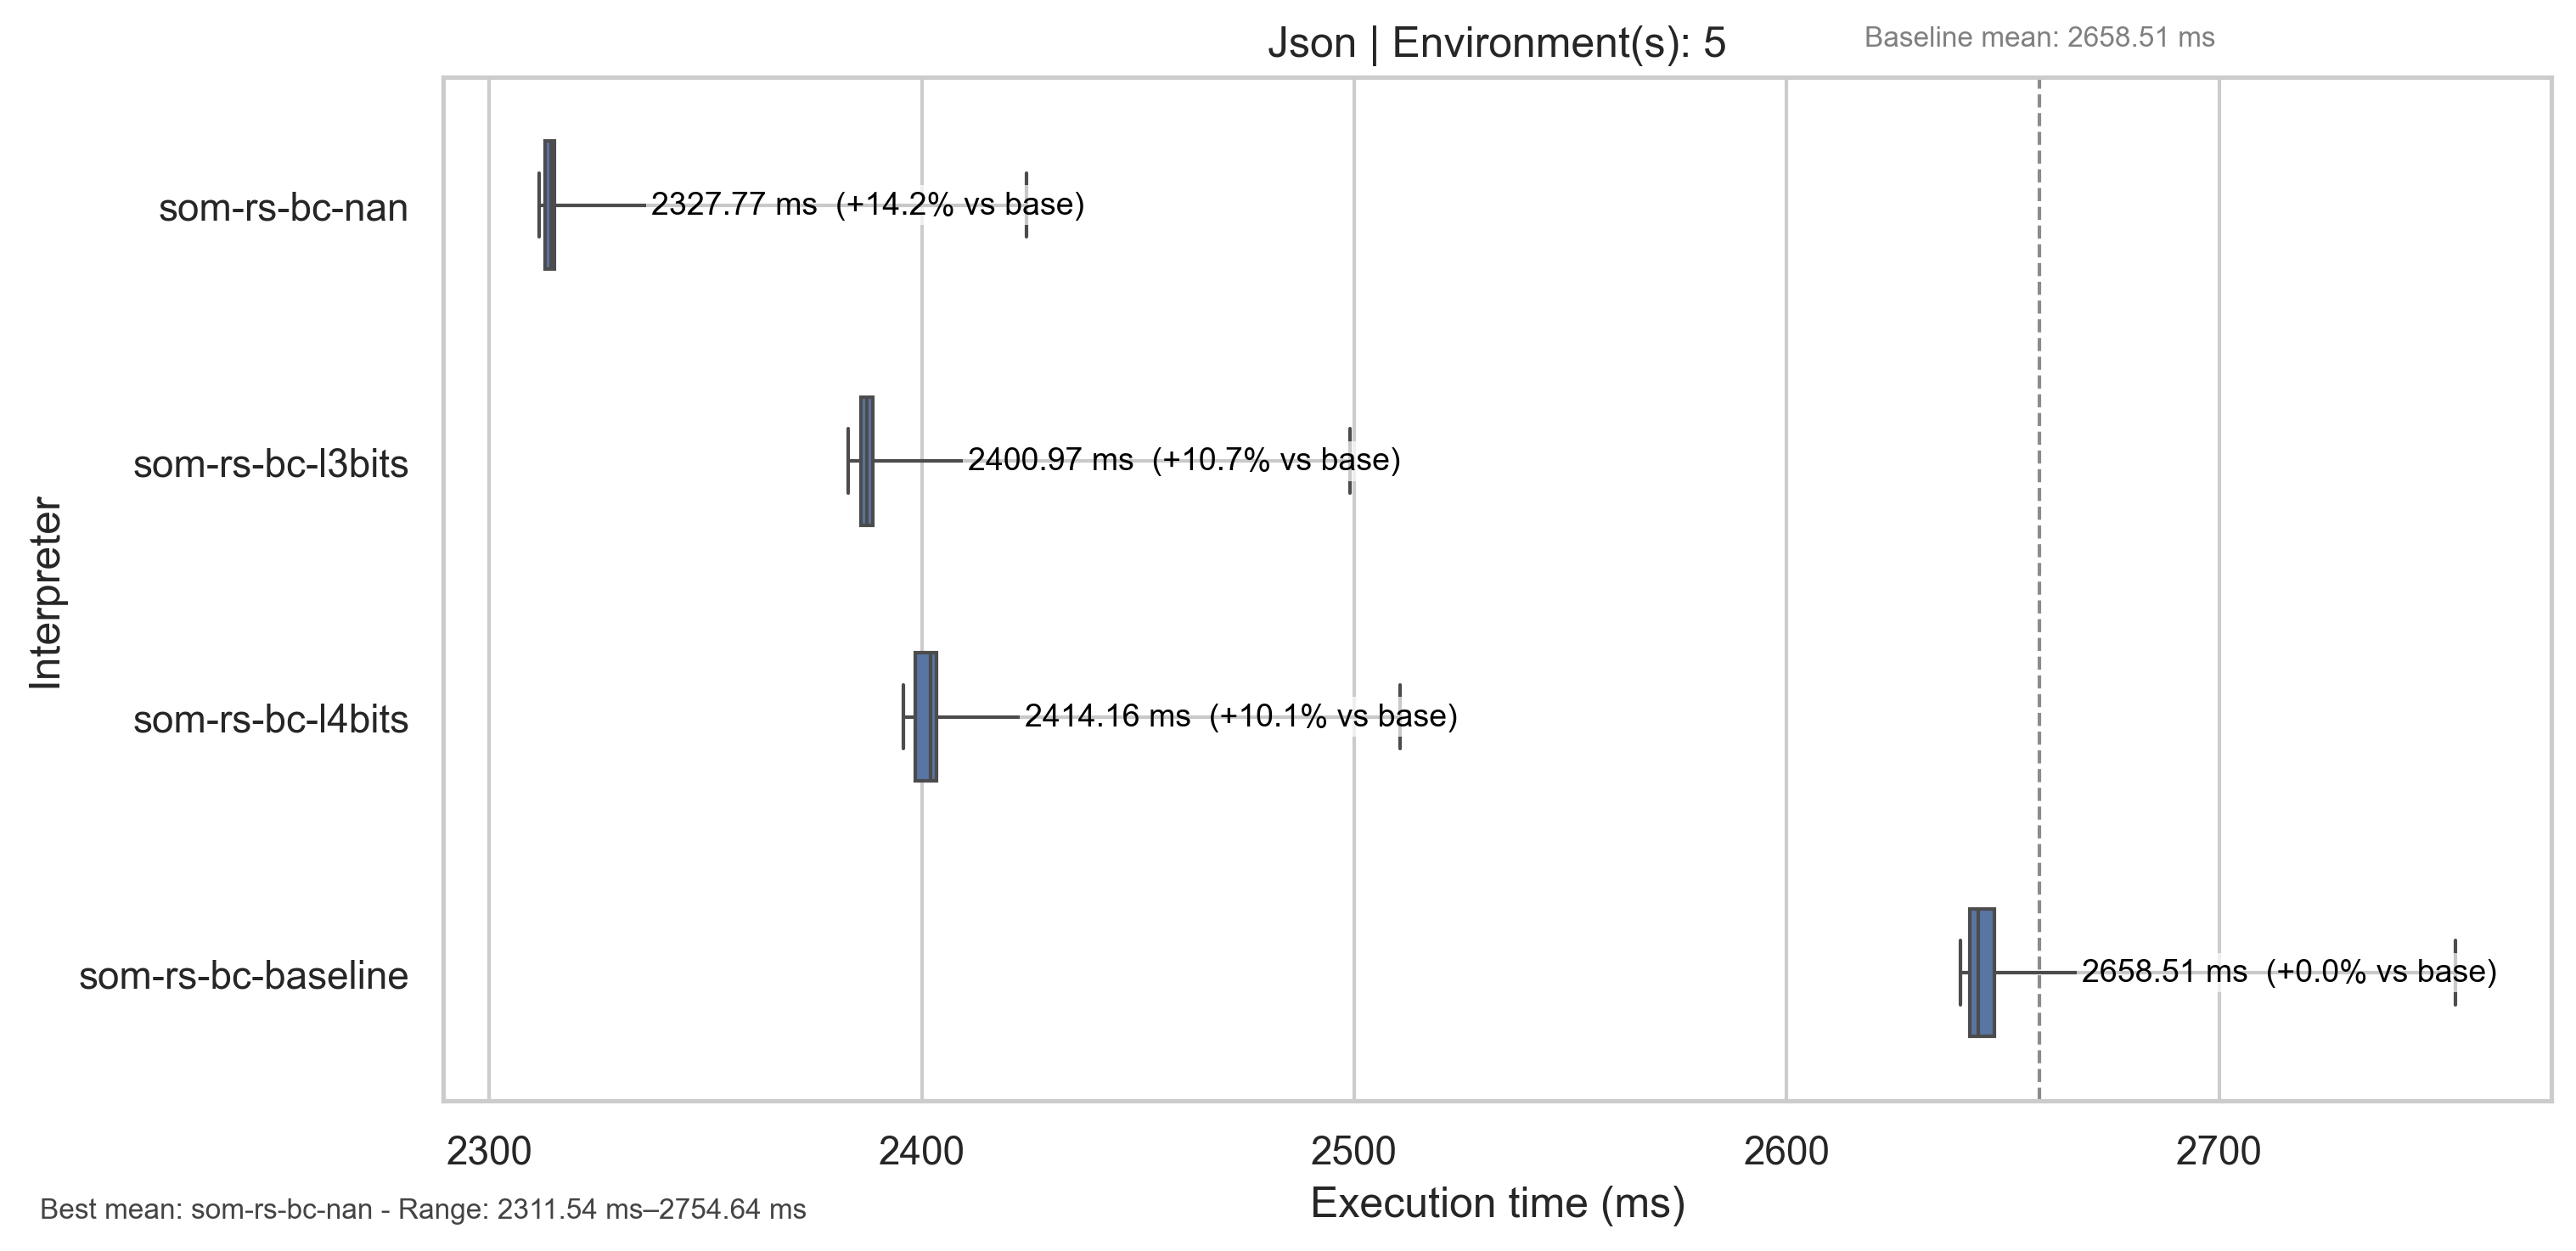 Json | Environment(s): 5
Baseline mean: 2658.51 ms
som-rs-bc-nan
2327.77 ms (+14.2% vs base)
som-rs-bc-l3bits
2400.97 ms (+10.7% vs base)
Interpreter
som-rs-bc-l4bits
2414.16 ms (+10.1% vs base)
som-rs-bc-baseline
2658.51 ms (+0.0% vs base)
2300 2400 2500 2600 2700
Execution time (ms)
Best mean: som-rs-bc-nan - Range: 2311.54 ms–2754.64 ms